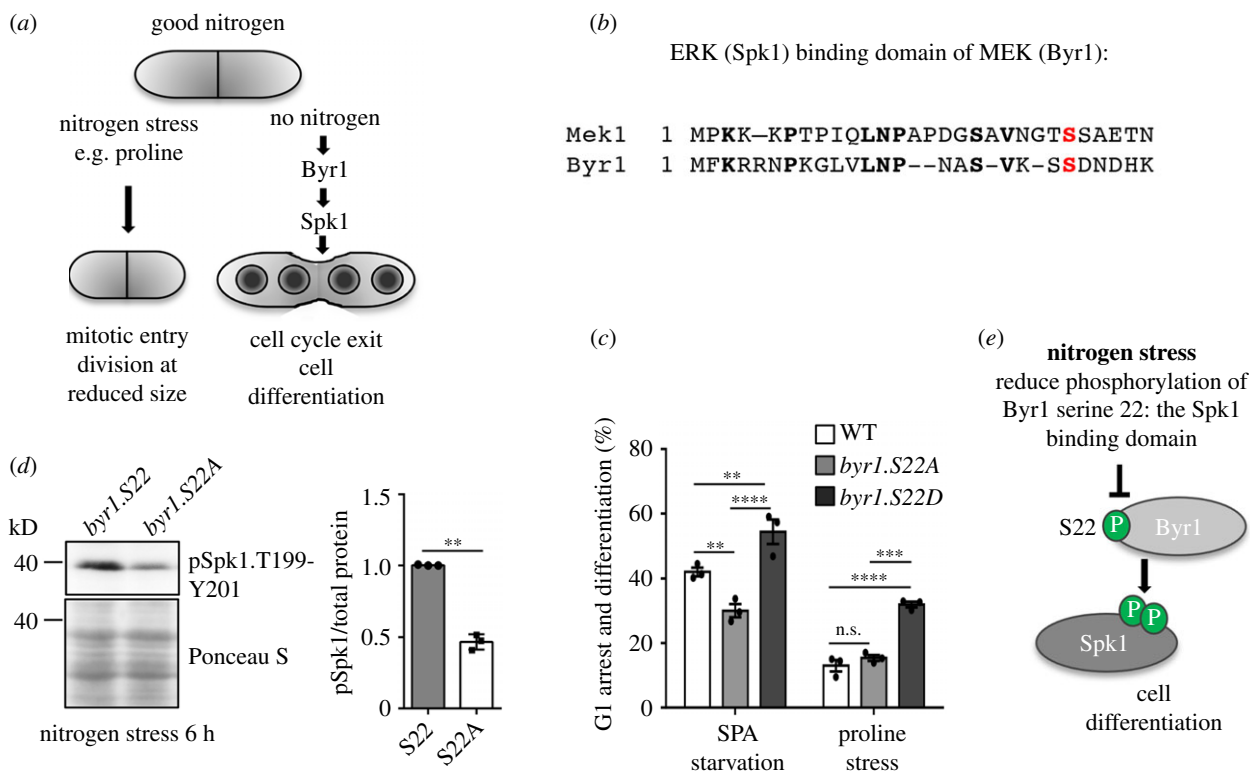 (a)
good nitrogen
nitrogen stress
e.g. proline
no nitrogen
Byr1
Spk1
mitotic entry
division at
reduced size
cell cycle exit
cell
differentiation
(b)
ERK (Spk1) binding domain of MEK (Byr1):
Mek1 1 MPKK–KPTPIQLNPAPDGSAVNGTSSAETN
Byr1 1 MFKRRNPKGLVLNP--NAS-VK-SSDNDHK
(c)
G1 arrest and differentiation (%)
80
60
40
20
0
WT
byr1.S22A
byr1.S22D
**
****
**
***
****
n.s.
SPA
starvation
proline
stress
(d)
byr1.S22
byr1.S22A
kD
40
pSpk1.T199-
Y201
40
Ponceau S
nitrogen stress 6 h
pSpk1/total protein
1.5
1.0
0.5
0
**
S22
S22A
(e)
nitrogen stress
reduce phosphorylation of
Byr1 serine 22: the Spk1
binding domain
S22
P
Byr1
P
P
Spk1
cell
differentiation